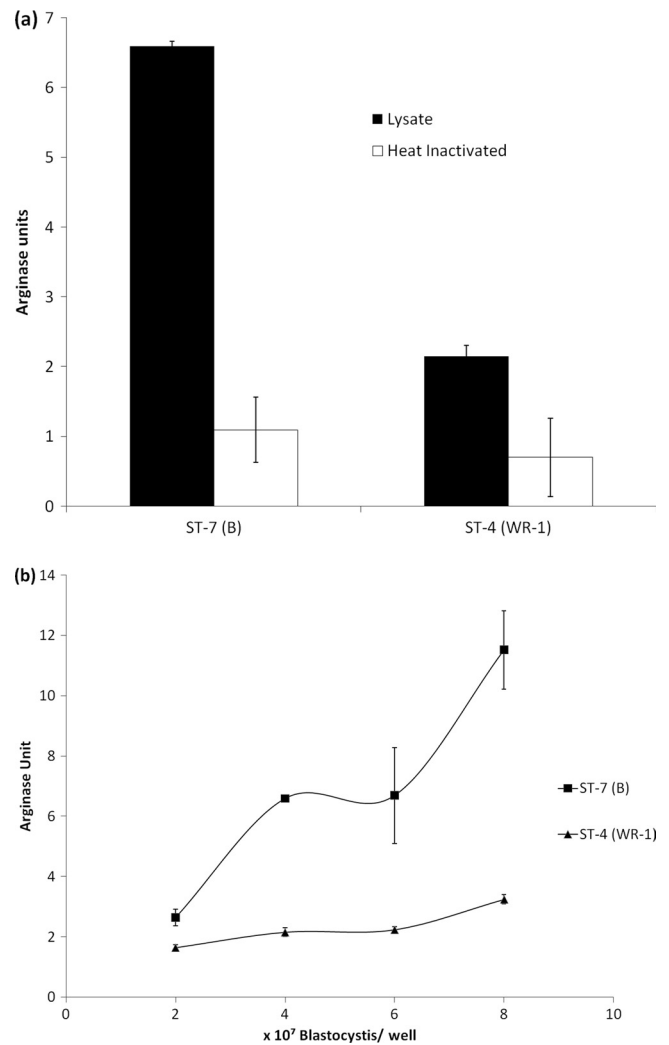 (a)
7
6
5
4
3
2
1
0
Arginase units
Lysate
Heat Inactivated
ST-7 (B)
ST-4 (WR-1)
(b)
14
12
10
8
6
4
2
0
Arginase Unit
ST-7 (B)
ST-4 (WR-1)
0 2 4 6 8 10
x 10⁷ Blastocystis/ well